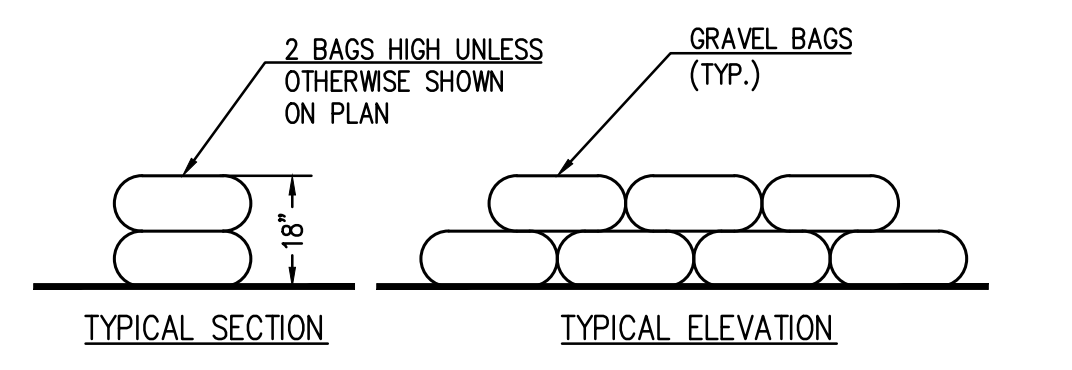 2 BAGS HIGH UNLESS
OTHERWISE SHOWN
ON PLAN
GRAVEL BAGS
(TYP.)
18"
TYPICAL SECTION
TYPICAL ELEVATION